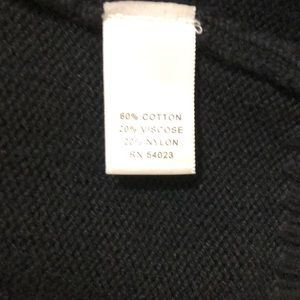 60% COTTON
20% VISCOSE
20% NYLON
RN 54023